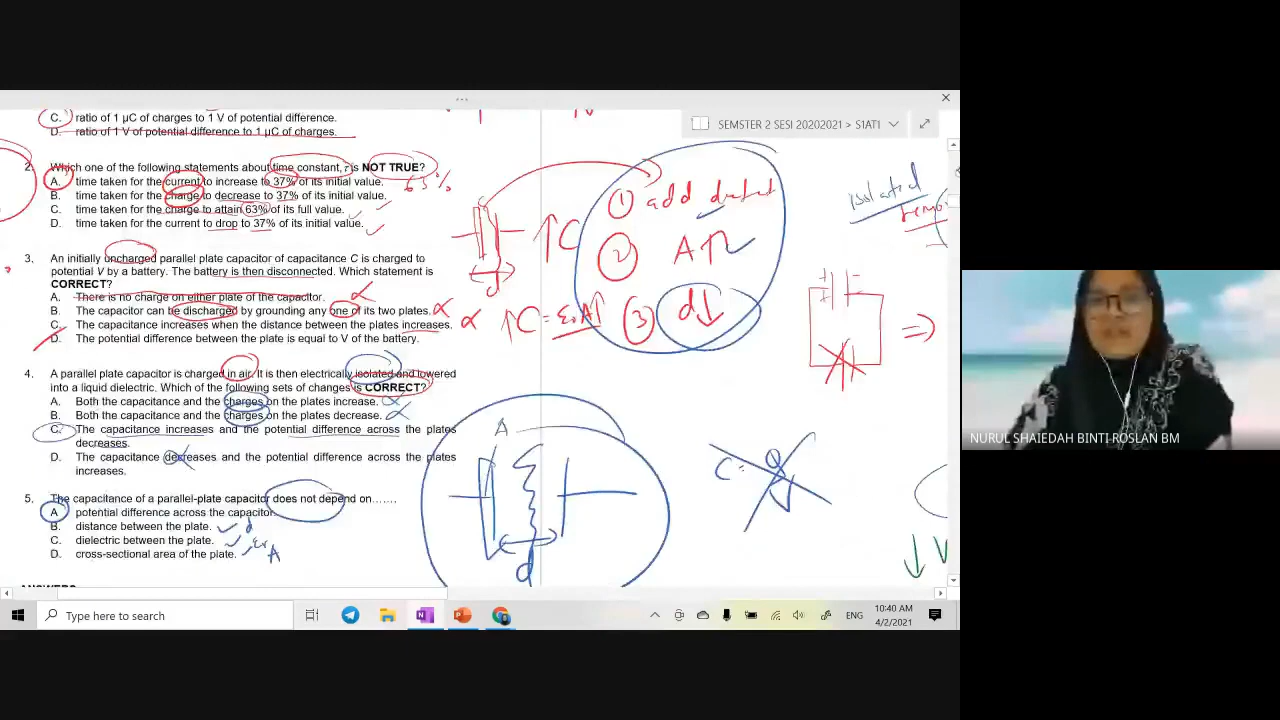 C. ratio of 1 µC of charges to 1 V of potential difference.
D. ratio of 1 V of potential difference to 1 µC of charges.
SEMSTER 2 SESI 20202021 > S1ATI
2. Which one of the following statements about time constant, τ is NOT TRUE?
A. time taken for the current to increase to 37% of its initial value.
63%
B. time taken for the charge to decrease to 37% of its initial value.
C. time taken for the charge to attain 63% of its full value.
D. time taken for the current to drop to 37% of its initial value.
3. An initially uncharged parallel plate capacitor of capacitance C is charged to
potential V by a battery. The battery is then disconnected. Which statement is
CORRECT?
A. There is no charge on either plate of the capacitor.
B. The capacitor can be discharged by grounding any one of its two plates.
C. The capacitance increases when the distance between the plates increases.
D. The potential difference between the plate is equal to V of the battery.
4. A parallel plate capacitor is charged in air. It is then electrically isolated and lowered
into a liquid dielectric. Which of the following sets of changes is CORRECT?
A. Both the capacitance and the charges on the plates increase.
B. Both the capacitance and the charges on the plates decrease.
C. The capacitance increases and the potential difference across the plates
decreases.
D. The capacitance decreases and the potential difference across the plates
increases.
5. The capacitance of a parallel-plate capacitor does not depend on…….
A. potential difference across the capacitor.
B. distance between the plate. d
C. dielectric between the plate. εr
D. cross-sectional area of the plate. A
① add
② A↑
③ d↓
↑C
d
↑C = A↑
isolated
A
d
C = Q
V
↓ V
NURUL SHAIEDAH BINTI ROSLAN BM
Type here to search
ENG
10:40 AM
4/2/2021